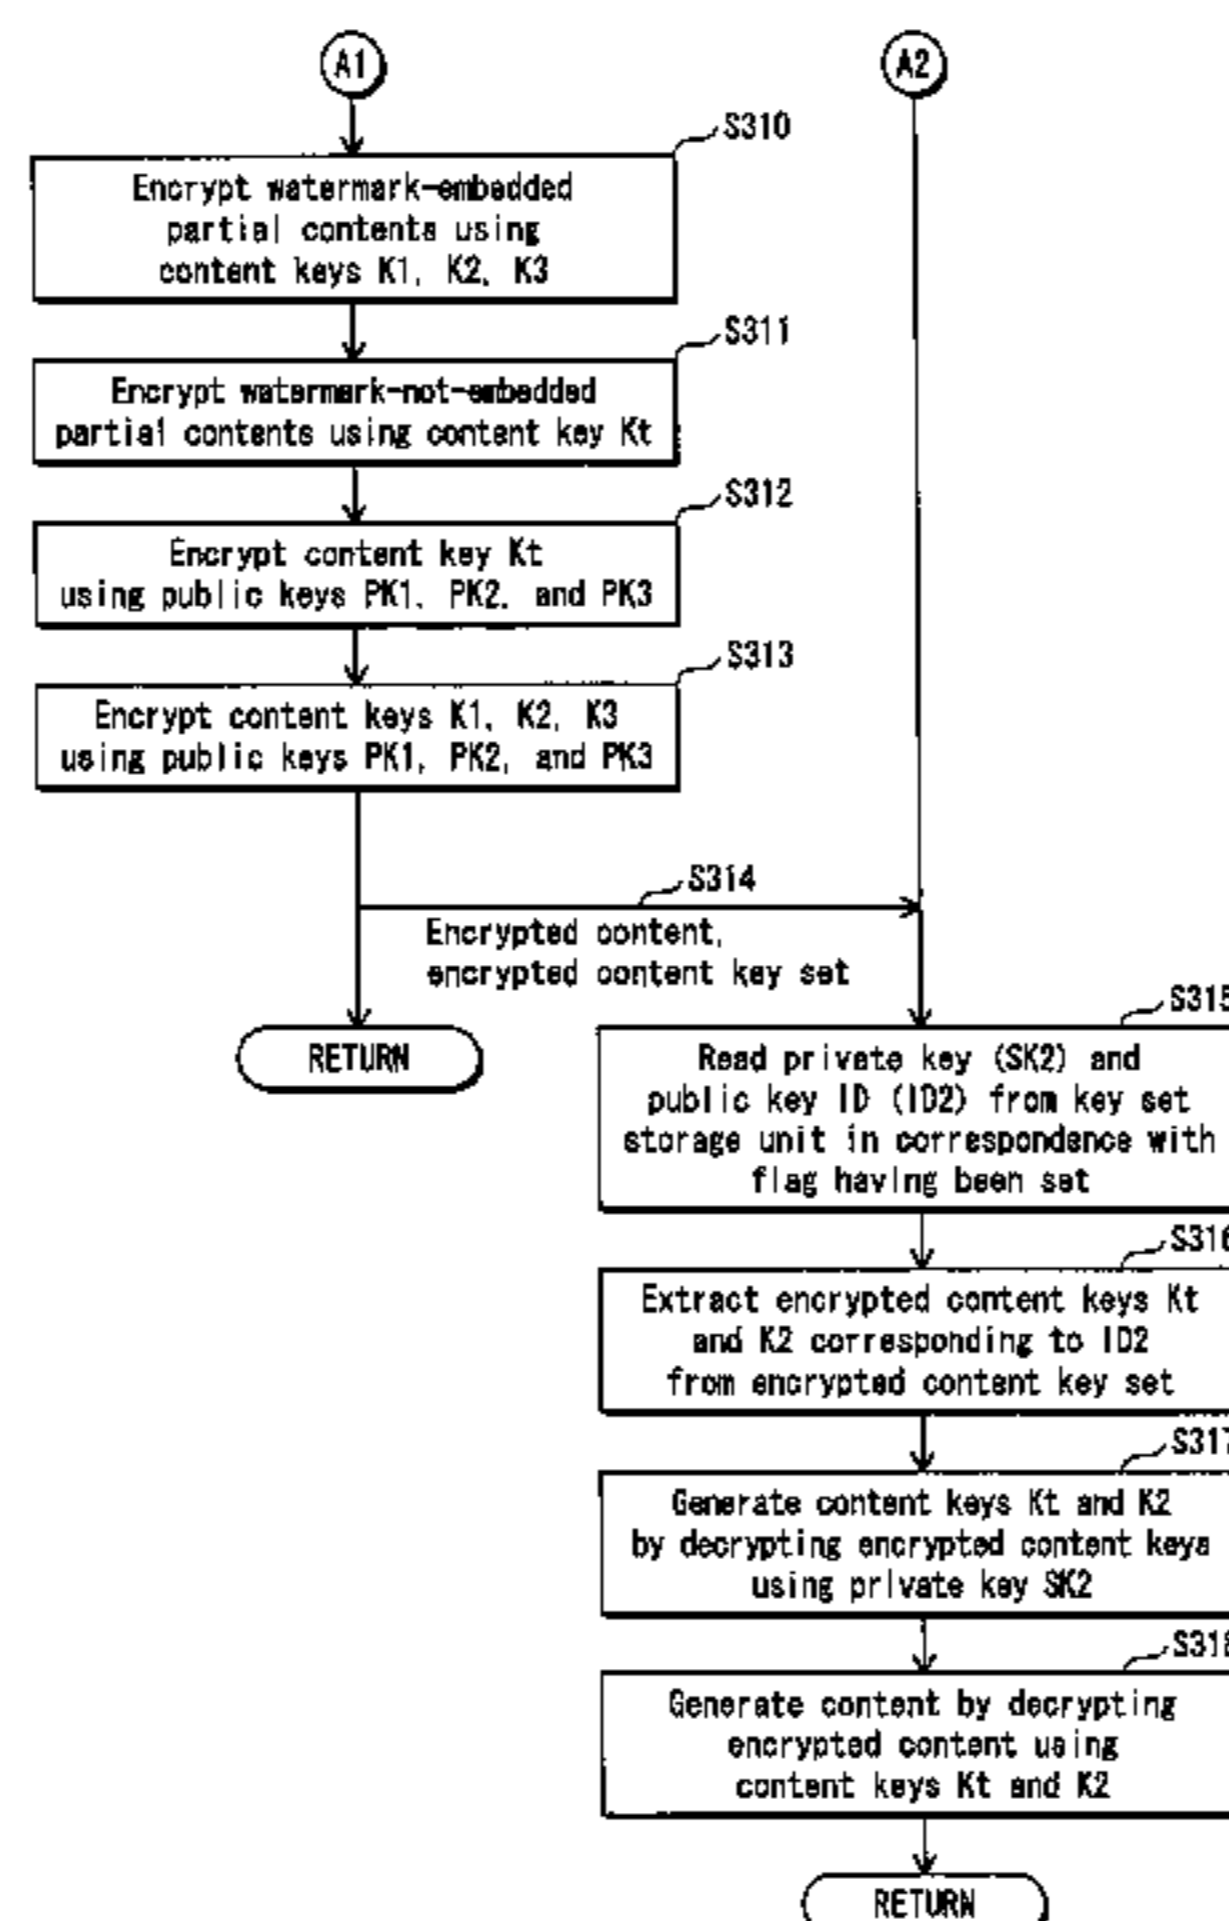 A1
A2
S310
Encrypt watermark-embedded
partial contents using
content keys K1, K2, K3
S311
Encrypt watermark-not-embedded
partial contents using content key Kt
S312
Encrypt content key Kt
using public keys PK1, PK2, and PK3
S313
Encrypt content keys K1, K2, K3
using public keys PK1, PK2, and PK3
S314
Encrypted content,
encrypted content key set
RETURN
S315
Read private key (SK2) and
public key ID (ID2) from key set
storage unit in correspondence with
flag having been set
S316
Extract encrypted content keys Kt
and K2 corresponding to ID2
from encrypted content key set
S317
Generate content keys Kt and K2
by decrypting encrypted content keys
using private key SK2
S318
Generate content by decrypting
encrypted content using
content keys Kt and K2
RETURN